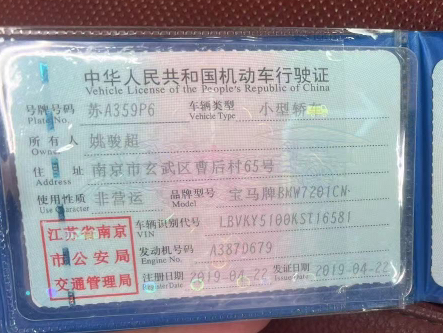 中华人民共和国机动车行驶证
Vehicle License of the People's Republic of China
号牌号码 苏A359P6 车辆类型 小型轿车
Plate No. Vehicle Type
所有人 姚骏超
Owner
住址 南京市玄武区曹后村65号
Address
使用性质 非营运 品牌型号 宝马牌BMW7201CN
Use Character
江苏省南京 车辆识别代号 LBVKY5100KST16581
VIN
市公安局 发动机号码 A3870679
Engine No.
交通管理局 注册日期 2019-04-22 发证日期 2019-04-22
Register Date Issue Date